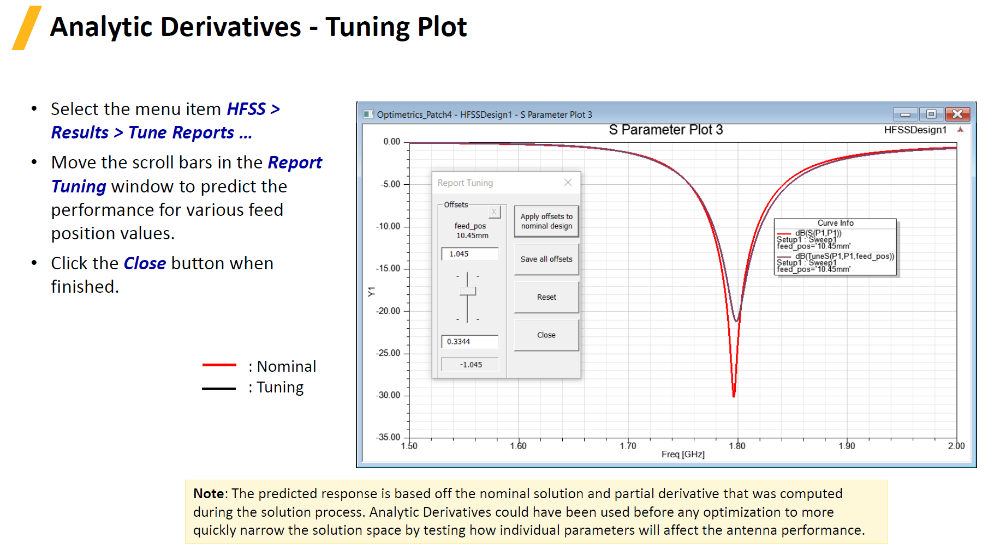 Analytic Derivatives - Tuning Plot
• Select the menu item HFSS >
Results > Tune Reports ...
• Move the scroll bars in the Report
Tuning window to predict the
performance for various feed
position values.
• Click the Close button when
finished.
: Nominal
: Tuning
Optimetrics_Patch4 - HFSSDesign1 - S Parameter Plot 3
S Parameter Plot 3
HFSSDesign1
0.00
-5.00
-10.00
-15.00
-20.00
-25.00
-30.00
-35.00
Y1
1.50
1.60
1.70
1.80
1.90
2.00
Freq [GHz]
Report Tuning
Offsets
X
feed_pos
10.45mm
1.045
0.3344
-1.045
Apply offsets to
nominal design
Save all offsets
Reset
Close
Curve Info
dB(S(P1,P1))
Setup1 : Sweep1
feed_pos='10.45mm'
dB(TuneS(P1,P1,feed_pos))
Setup1 : Sweep1
feed_pos='10.45mm'
Note: The predicted response is based off the nominal solution and partial derivative that was computed
during the solution process. Analytic Derivatives could have been used before any optimization to more
quickly narrow the solution space by testing how individual parameters will affect the antenna performance.